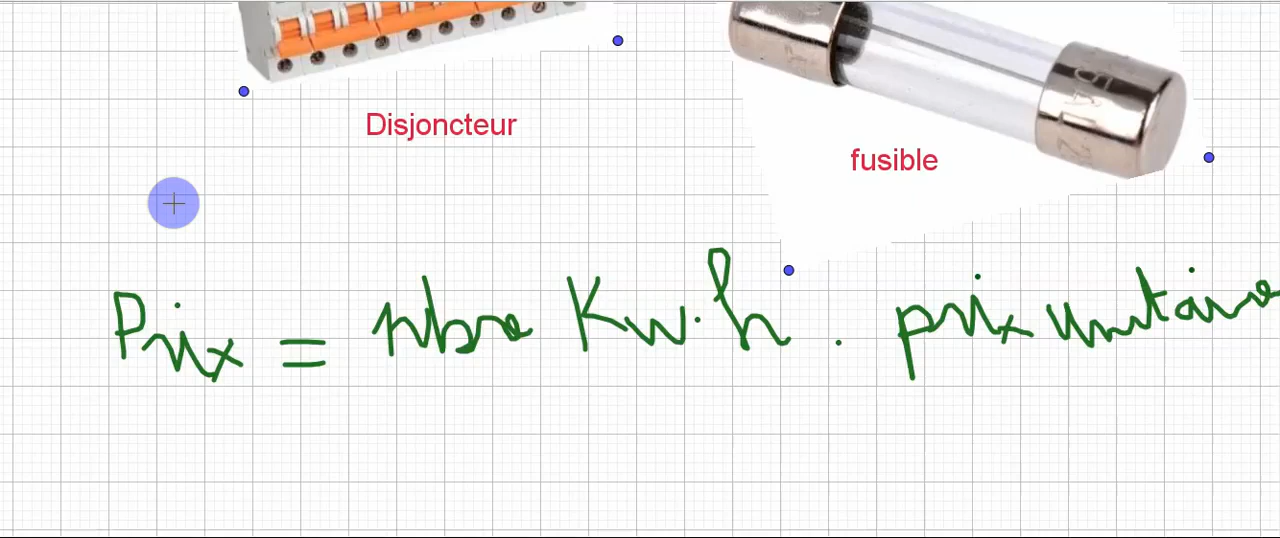 Disjoncteur
fusible
Prix = nbre Kw.h . prix unitaire